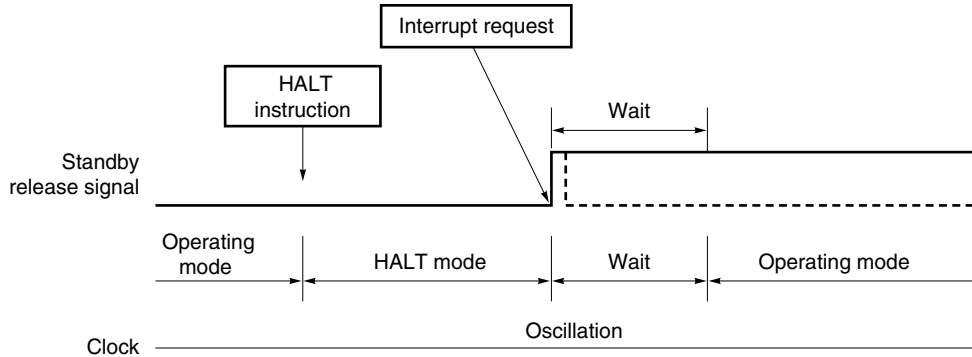 Interrupt request
HALT
instruction
Wait
Standby
release signal
Operating
mode
HALT mode
Wait
Operating mode
Oscillation
Clock